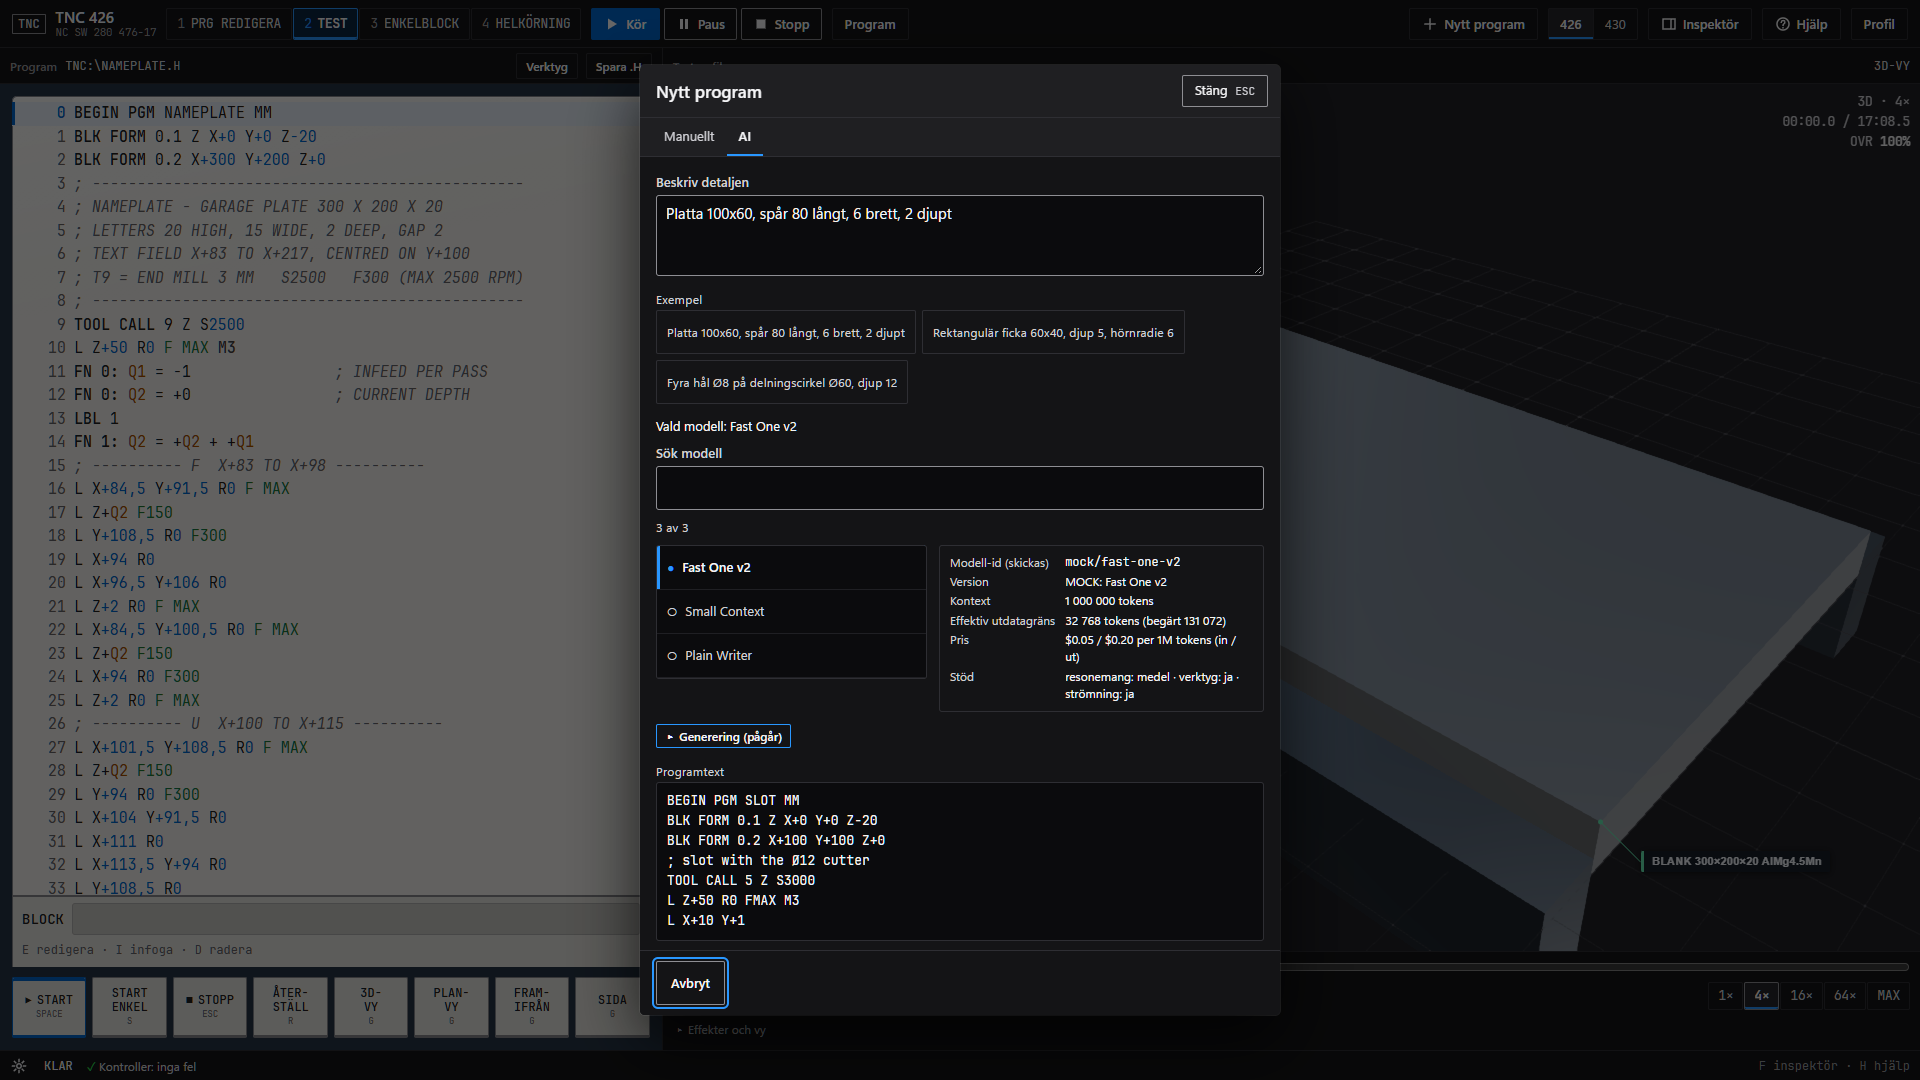 TNC
TNC 426
NC SW 280 476-17
1 PRG REDIGERA
2 TEST
3 ENKELBLOCK
4 HELKÖRNING
Kör
Paus
Stopp
Program
Nytt program
426
430
Inspektör
Hjälp
Profil
Program TNC:\NAMEPLATE.H
Verktyg
Spara .H
3D-VY
0 BEGIN PGM NAMEPLATE MM
1 BLK FORM 0.1 Z X+0 Y+0 Z-20
2 BLK FORM 0.2 X+300 Y+200 Z+0
3 ; ------------------------------------------------
4 ; NAMEPLATE - GARAGE PLATE 300 X 200 X 20
5 ; LETTERS 20 HIGH, 15 WIDE, 2 DEEP, GAP 2
6 ; TEXT FIELD X+83 TO X+217, CENTRED ON Y+100
7 ; T9 = END MILL 3 MM   S2500   F300 (MAX 2500 RPM)
8 ; ------------------------------------------------
9 TOOL CALL 9 Z S2500
10 L Z+50 R0 F MAX M3
11 FN 0: Q1 = -1                ; INFEED PER PASS
12 FN 0: Q2 = +0                ; CURRENT DEPTH
13 LBL 1
14 FN 1: Q2 = +Q2 + +Q1
15 ; ---------- F  X+83 TO X+98 ----------
16 L X+84,5 Y+91,5 R0 F MAX
17 L Z+Q2 F150
18 L Y+108,5 R0 F300
19 L X+94 R0
20 L X+96,5 Y+106 R0
21 L Z+2 R0 F MAX
22 L X+84,5 Y+100,5 R0 F MAX
23 L Z+Q2 F150
24 L X+94 R0 F300
25 L Z+2 R0 F MAX
26 ; ---------- U  X+100 TO X+115 ----------
27 L X+101,5 Y+108,5 R0 F MAX
28 L Z+Q2 F150
29 L Y+94 R0 F300
30 L X+104 Y+91,5 R0
31 L X+111 R0
32 L X+113,5 Y+94 R0
33 L Y+108,5 R0
BLOCK
E redigera · I infoga · D radera
START SPACE
START ENKEL S
STOPP ESC
ÅTER-STÄLL R
3D-VY G
PLAN-VY G
FRAM-IFRÅN G
SIDA G
KLAR
✓ Kontroller: inga fel
Nytt program
Stäng ESC
Manuellt
AI
Beskriv detaljen
Platta 100x60, spår 80 långt, 6 brett, 2 djupt
Exempel
Platta 100x60, spår 80 långt, 6 brett, 2 djupt
Rektangulär ficka 60x40, djup 5, hörnradie 6
Fyra hål Ø8 på delningscirkel Ø60, djup 12
Vald modell: Fast One v2
Sök modell
3 av 3
Fast One v2
Small Context
Plain Writer
Modell-id (skickas) mock/fast-one-v2
Version MOCK: Fast One v2
Kontext 1 000 000 tokens
Effektiv utdatagräns 32 768 tokens (begärt 131 072)
Pris $0.05 / $0.20 per 1M tokens (in /
ut)
Stöd resonemang: medel · verktyg: ja ·
strömning: ja
Generering (pågår)
Programtext
BEGIN PGM SLOT MM
BLK FORM 0.1 Z X+0 Y+0 Z-20
BLK FORM 0.2 X+100 Y+100 Z+0
; slot with the Ø12 cutter
TOOL CALL 5 Z S3000
L Z+50 R0 FMAX M3
L X+10 Y+1
Avbryt
3D · 4×
00:00.0 / 17:08.5
OVR 100%
BLANK 300×200×20 AlMg4.5Mn
1×
4×
16×
64×
MAX
Effekter och vy
F inspektör · H hjälp